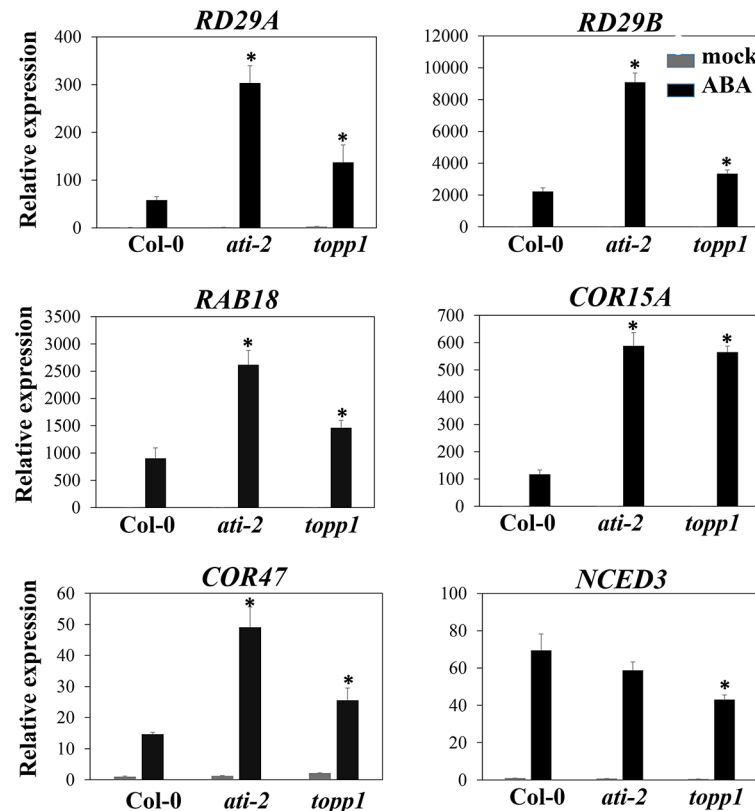 RD29A
Relative expression
400
300
200
100
0
Col-0 ati-2 topp1
* *
RD29B
12000
10000
8000
6000
4000
2000
0
Col-0 ati-2 topp1
* *
mock
ABA
RAB18
Relative expression
3500
3000
2500
2000
1500
1000
500
0
Col-0 ati-2 topp1
* *
COR15A
700
600
500
400
300
200
100
0
Col-0 ati-2 topp1
* *
COR47
Relative expression
60
50
40
30
20
10
0
Col-0 ati-2 topp1
* *
NCED3
100
80
60
40
20
0
Col-0 ati-2 topp1
*